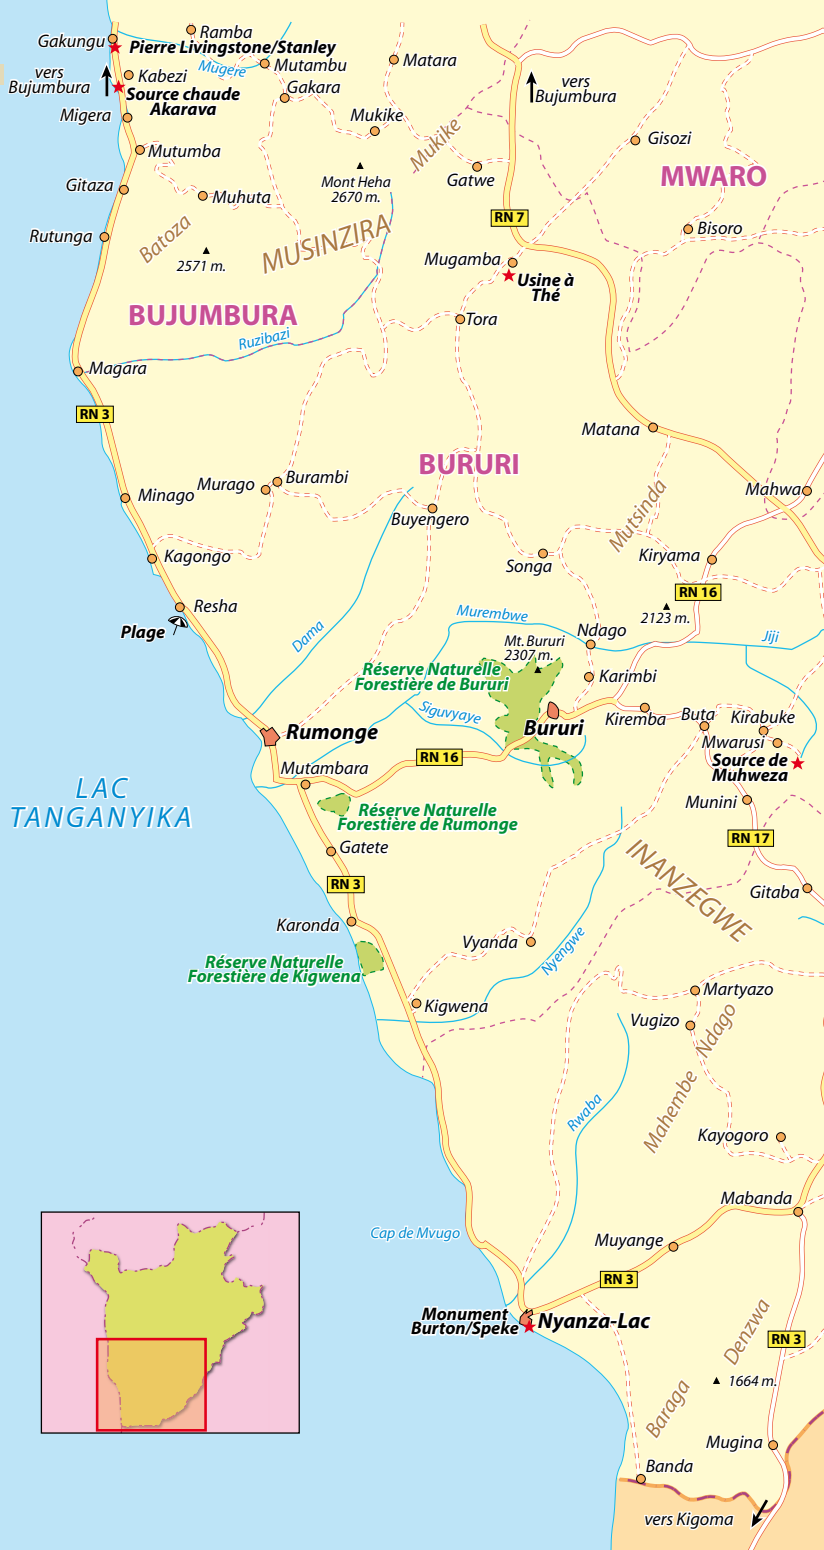 Ramba
Gakungu
Pierre Livingstone/Stanley
Mugere
Mutambu
Matara
vers
Bujumbura
Kabezi
Gakara
vers
Bujumbura
Source chaude
Akarava
Migera
Mukike
Mukike
Gisozi
Mutumba
Gatwe
MWARO
Gitaza
Mont Heha
2670 m.
Muhuta
RN 7
Rutunga
Batoza
MUSINZIRA
Bisoro
2571 m.
Mugamba
Usine à
Thé
BUJUMBURA
Tora
Ruzibazi
Magara
RN 3
Matana
BURURI
Murago
Burambi
Minago
Mahwa
Buyengero
Mutsinda
Kagongo
Songa
Kiryama
RN 16
Resha
Plage
Murembwe
2123 m.
Dama
Ndago
Mt. Bururi
2307 m.
Jiji
Réserve Naturelle
Forestière de Bururi
Karimbi
Siguvyaye
Kiremba
Buta
Kirabuke
Rumonge
Bururi
Mwarusi
RN 16
Source de
Muhweza
Mutambara
LAC
TANGANYIKA
Réserve Naturelle
Forestière de Rumonge
Munini
RN 17
Gatete
INANZEGWE
RN 3
Gitaba
Karonda
Vyanda
Nyengwe
Réserve Naturelle
Forestière de Kigwena
Kigwena
Martyazo
Vugizo
Ndago
Mahembe
Rwaba
Kayogoro
Mabanda
Cap de Mvugo
Muyange
RN 3
Monument
Burton/Speke
Nyanza-Lac
Denzwa
RN 3
1664 m.
Baraga
Mugina
Banda
vers Kigoma